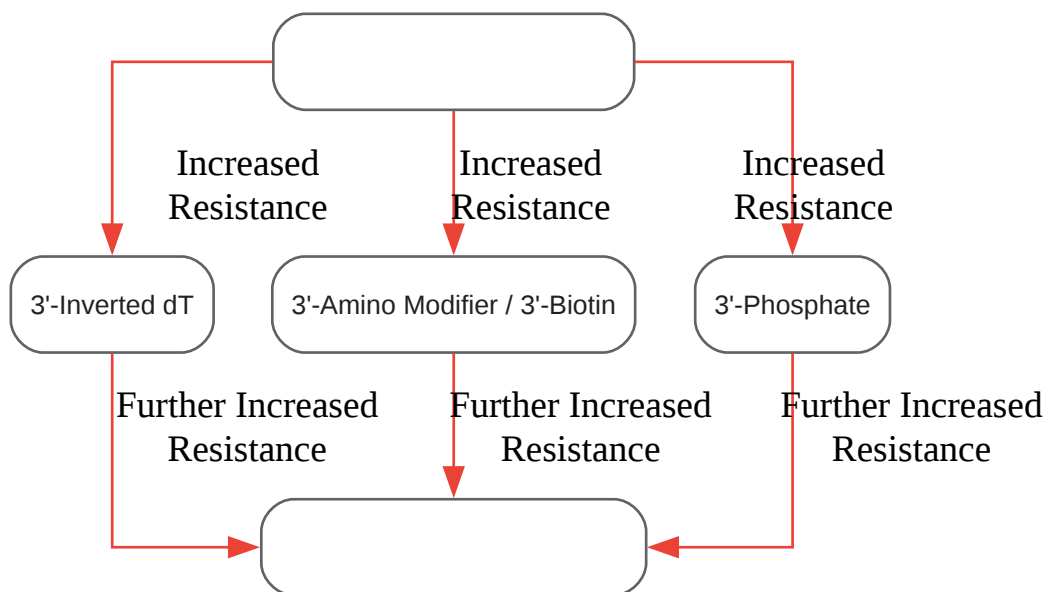 Increased
Resistance
Increased
Resistance
Increased
Resistance
3'-Inverted dT
3'-Amino Modifier / 3'-Biotin
3'-Phosphate
Further Increased
Resistance
Further Increased
Resistance
Further Increased
Resistance